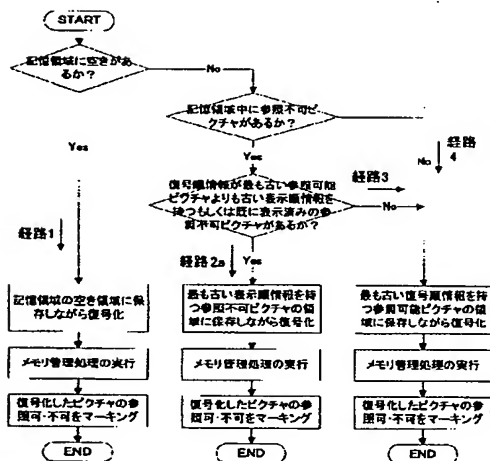 START
記憶領域に空きがあ
るか?
No
記憶領域中に参照不可ピ
クチャがあるか?
Yes
Yes
経路
4
No
経路3
復号順情報が最も古い参照可能
ピクチャよりも古い表示順情報を
持つもしくは既に表示済みの参
照不可ピクチャがあるか?
No
経路1
経路2a
Yes
記憶領域の空き領域に保
存しながら復号化
最も古い表示順情報を持
つ参照不可ピクチャの領
域に保存しながら復号化
最も古い復号順情報を持つ
参照可能ピクチャの領
域に保存しながら復号化
メモリ管理処理の実行
メモリ管理処理の実行
メモリ管理処理の実行
復号化したピクチャの参
照可・不可をマーキング
復号化したピクチャの参
照可・不可をマーキング
復号化したピクチャの参
照可・不可をマーキング
END
END
END